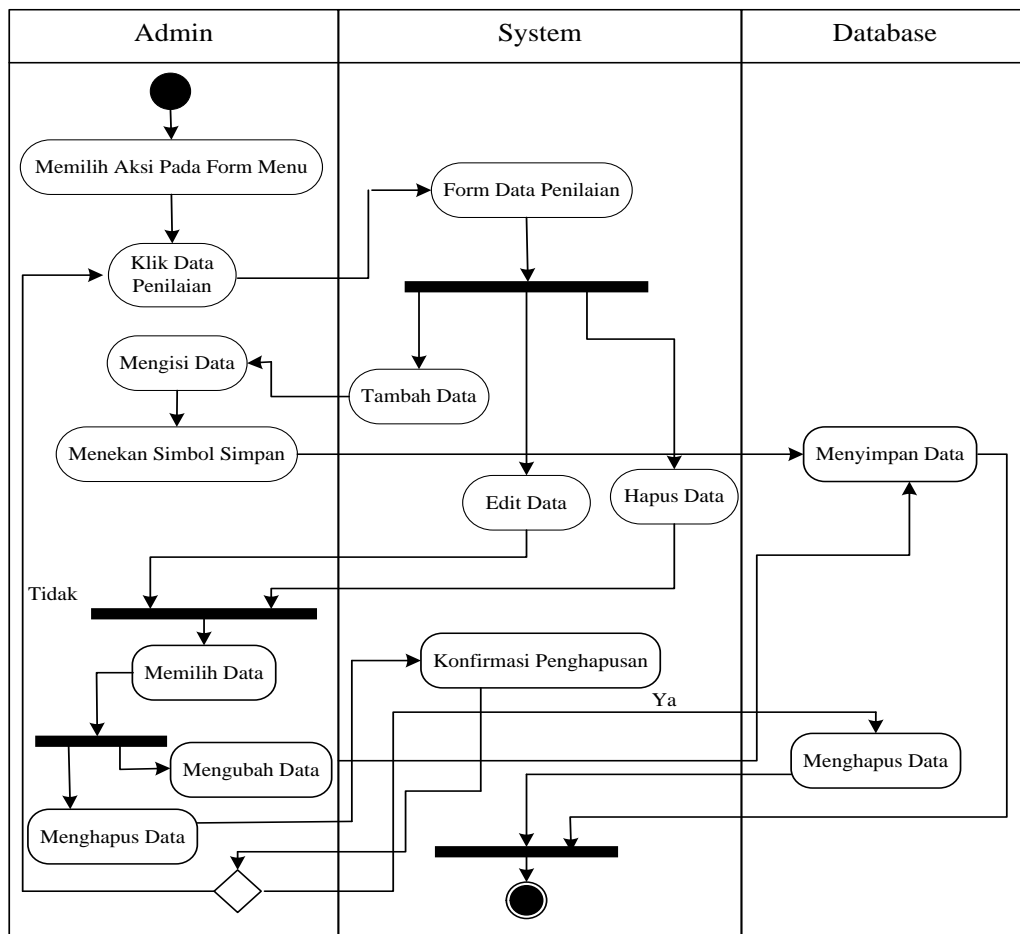 Admin
System
Database
Memilih Aksi Pada Form Menu
Form Data Penilaian
Klik Data
Penilaian
Mengisi Data
Tambah Data
Menekan Simbol Simpan
Menyimpan Data
Edit Data
Hapus Data
Tidak
Memilih Data
Konfirmasi Penghapusan
Ya
Mengubah Data
Menghapus Data
Menghapus Data